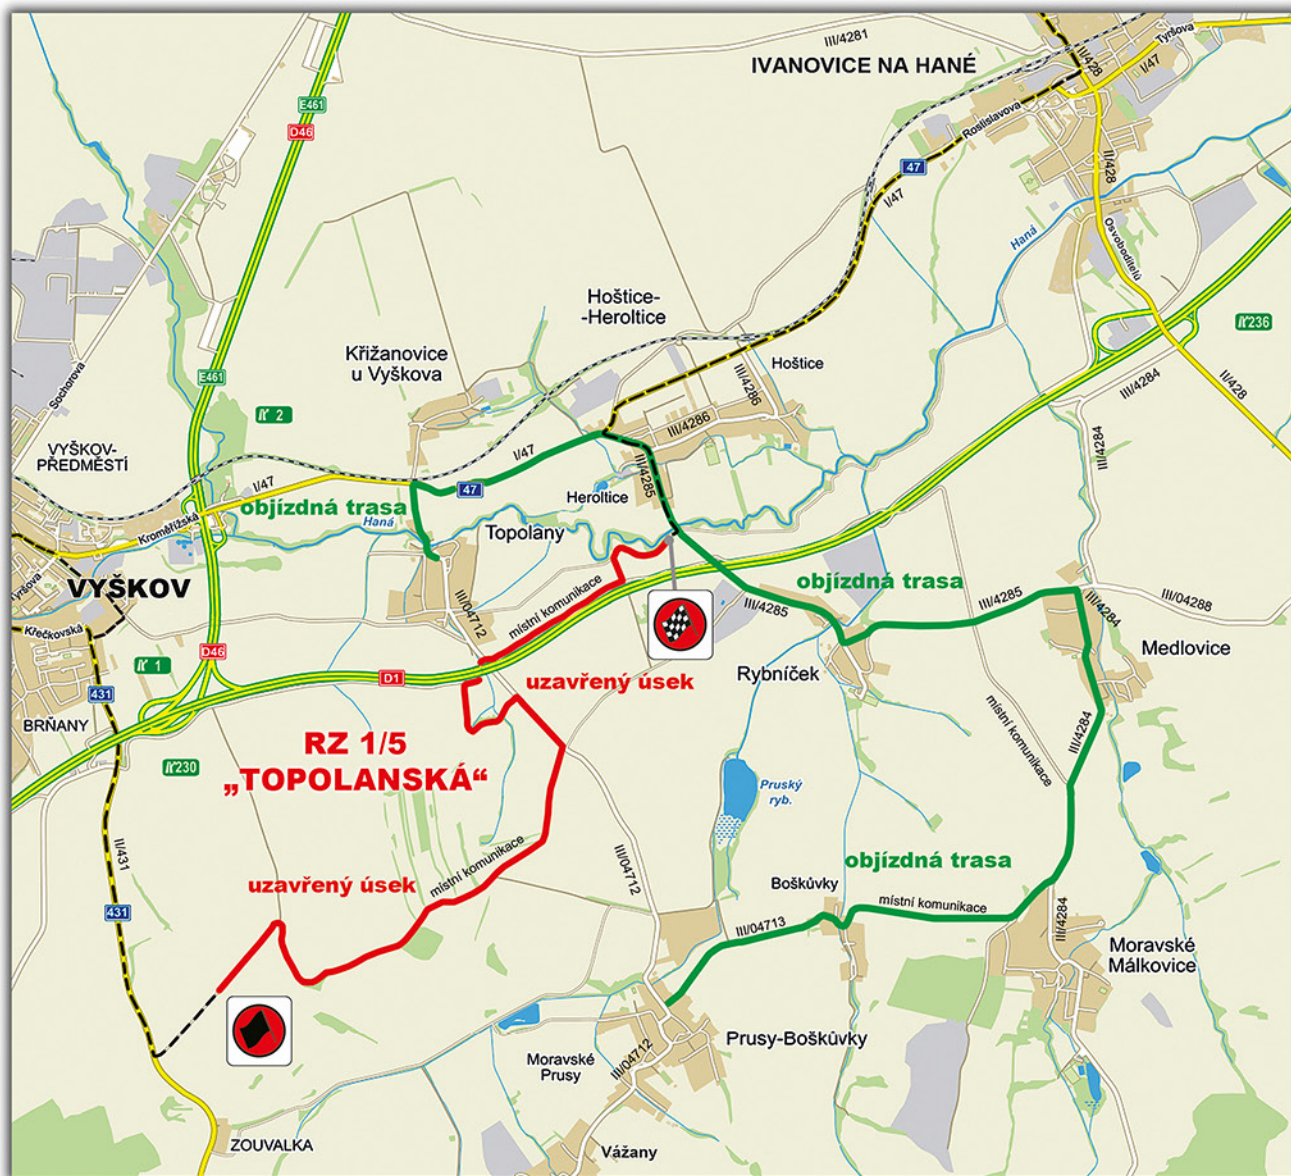 III/4281
Tyršova
II/428
I/47
IVANOVICE NA HANÉ
E461
D46
Rostislavova
47
I/47
II/428
Haná
Osvoboditelů
Hoštice-
-Heroltice
236
Křižanovice
u Vyškova
Hoštice
Sochorova
E461
III/4286
III/4284
II/428
2
III/4286
VYŠKOV-
PŘEDMĚSTÍ
I/47
III/4285
III/4284
I/47
47
Heroltice
objízdná trasa
Haná
Kroměřížská
Topolany
VYŠKOV
Tyršova
místní komunikace
III/04712
objízdná trasa
III/4285
III/4285
III/4284
III/04288
Křečkovská
D46
1
Medlovice
D1
uzavřený úsek
Rybníček
431
BRŇANY
místní komunikace
III/4284
RZ 1/5
„TOPOLANSKÁ“
230
Pruský
ryb.
II/431
místní komunikace
III/04712
objízdná trasa
uzavřený úsek
Boškůvky
místní komunikace
431
III/04713
III/4284
Moravské
Málkovice
Prusy-Boškůvky
Moravské
Prusy
III/04712
ZOUVALKA
Vážany